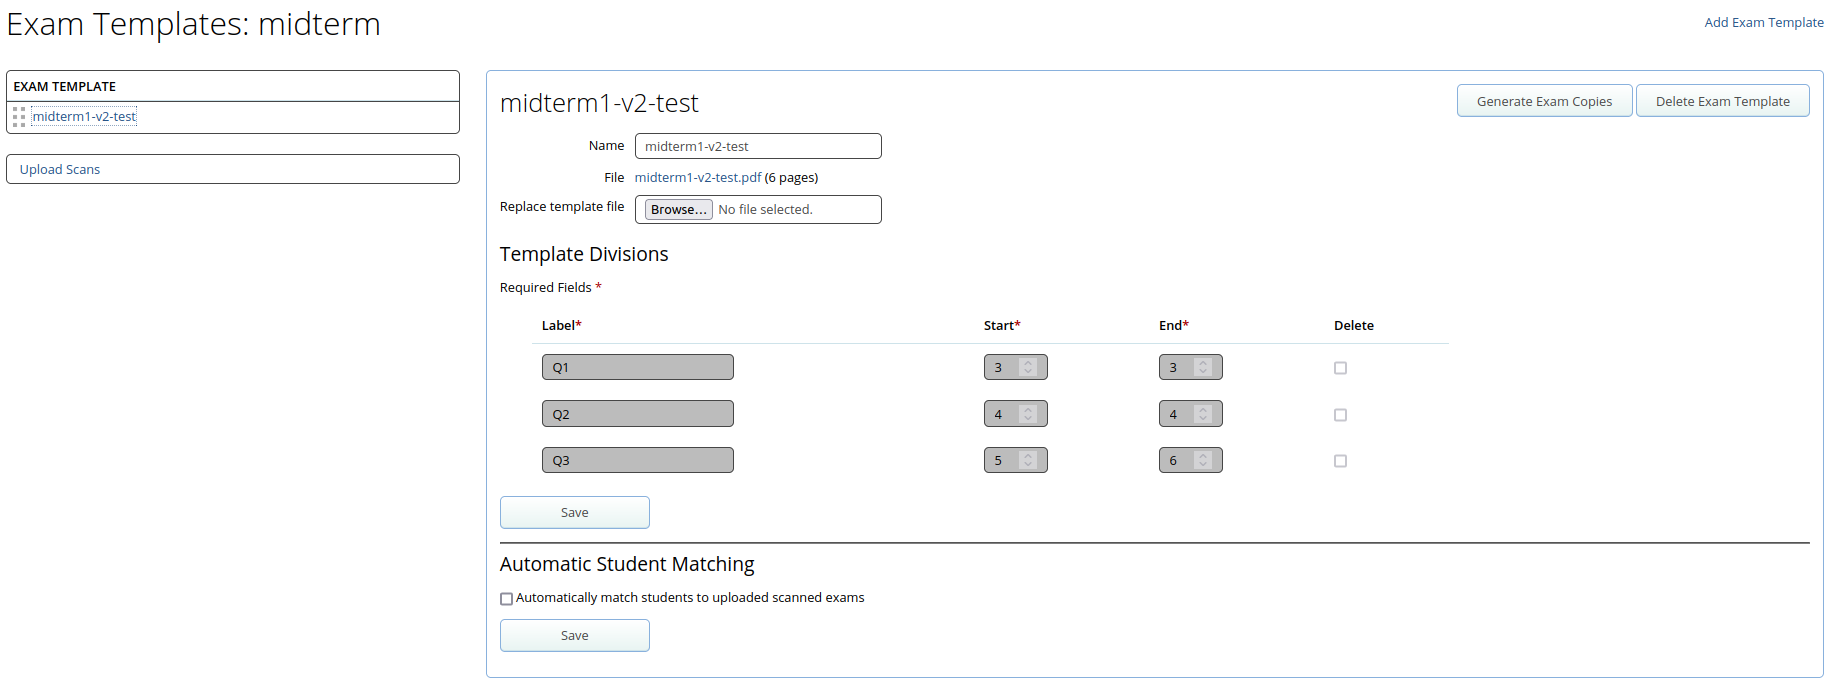 Exam Templates: midterm
Add Exam Template
EXAM TEMPLATE
midterm1-v2-test
Upload Scans
midterm1-v2-test
Generate Exam Copies
Delete Exam Template
Name midterm1-v2-test
File midterm1-v2-test.pdf (6 pages)
Replace template file Browse... No file selected.
Template Divisions
Required Fields *
Label* Start* End* Delete
Q1 3 3
Q2 4 4
Q3 5 6
Save
Automatic Student Matching
Automatically match students to uploaded scanned exams
Save